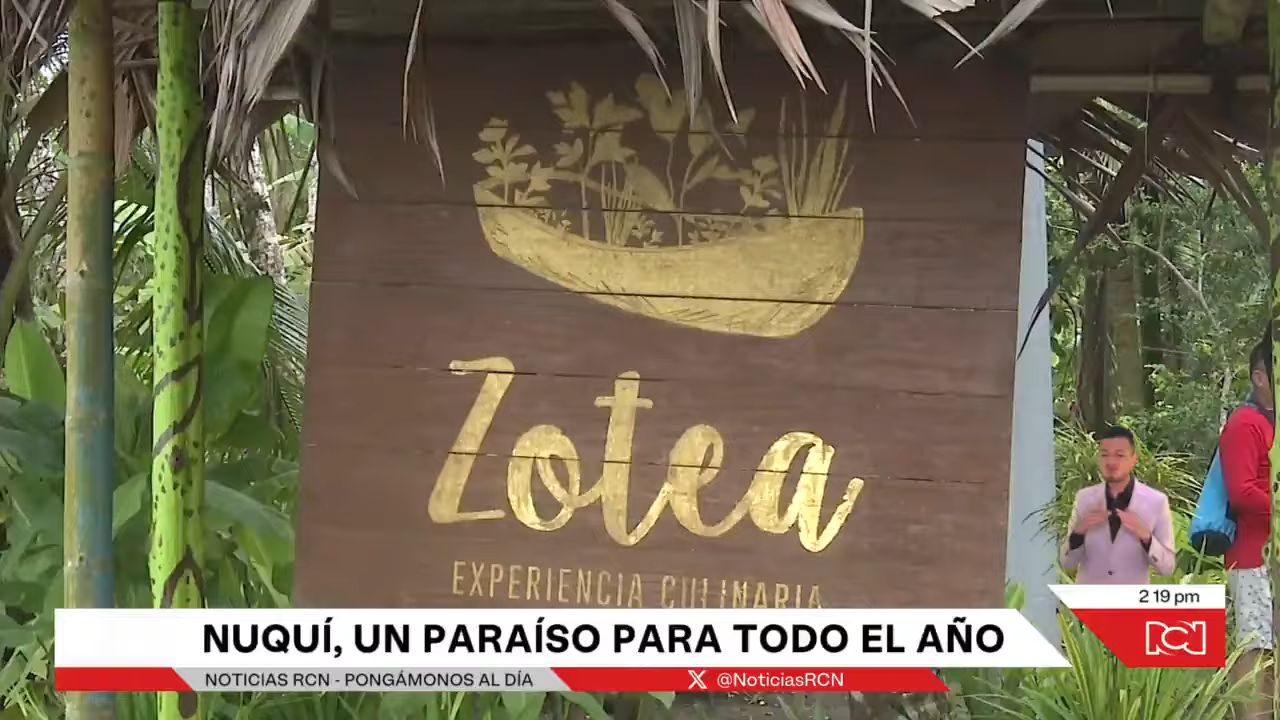 Zotea
EXPERIENCIA CULINARIA
2 19 pm
NUQUÍ, UN PARAÍSO PARA TODO EL AÑO
RCN
NOTICIAS RCN - PONGÁMONOS AL DÍA
X @NoticiasRCN